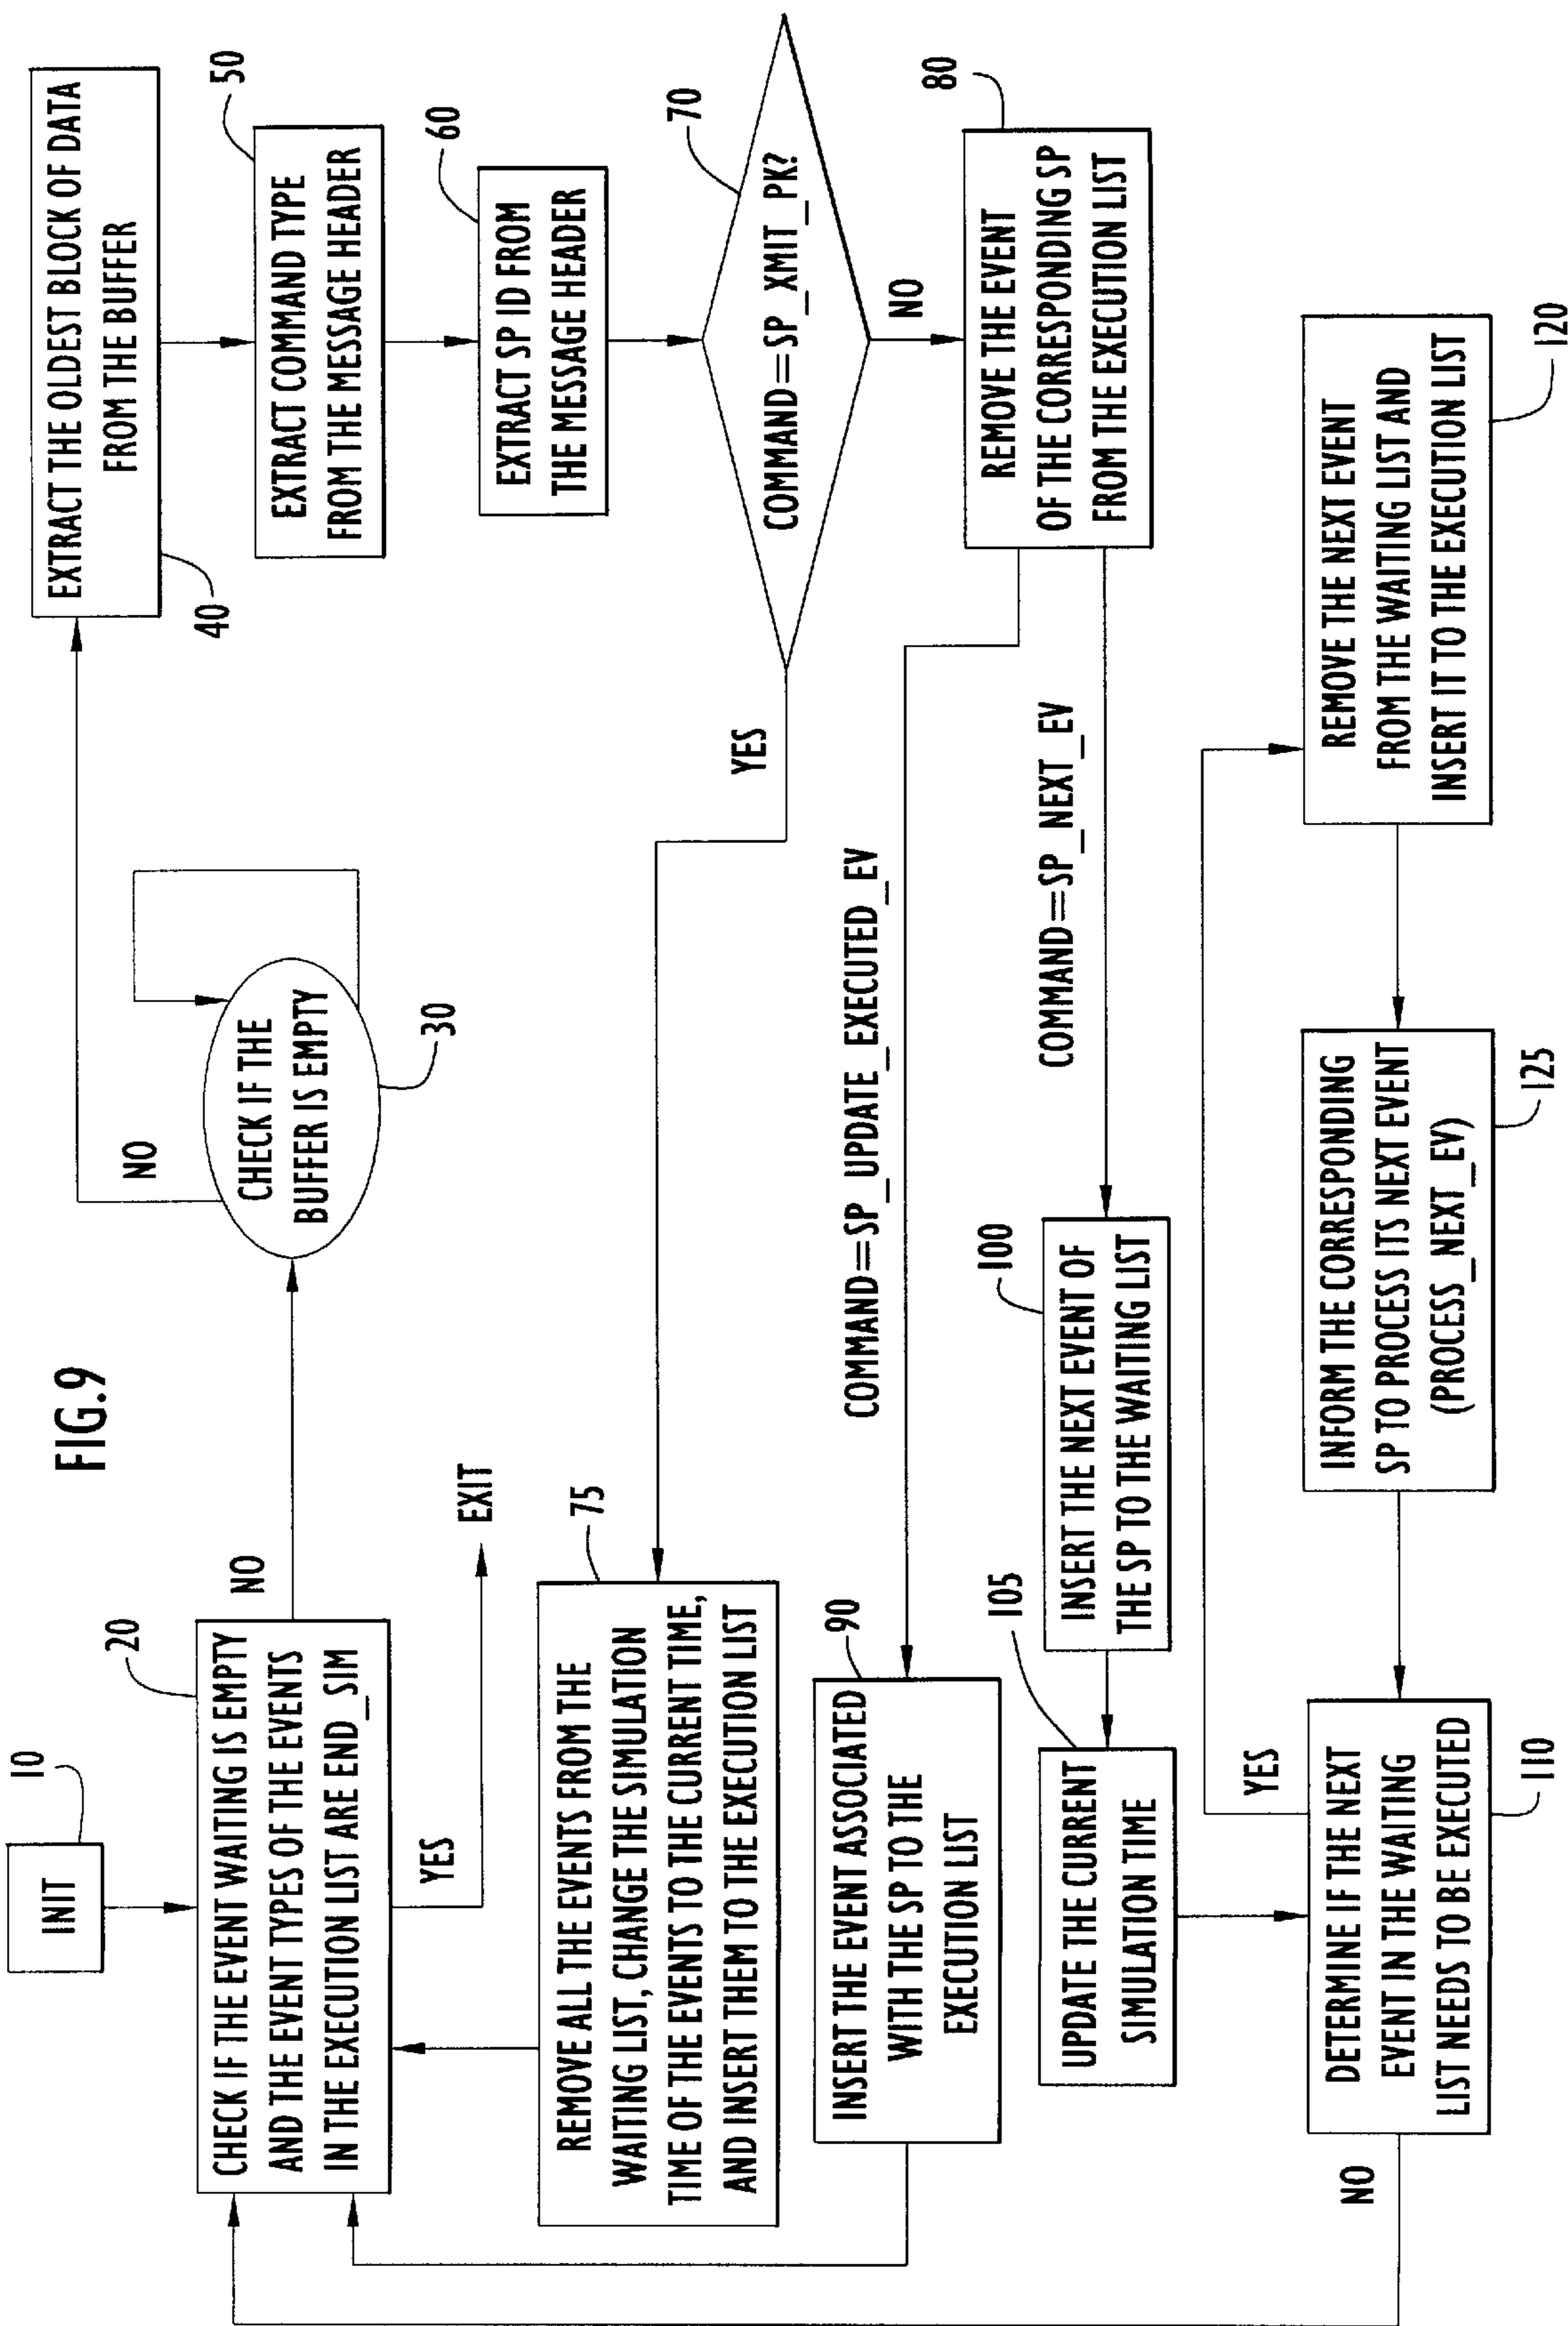 FIG.9
10
INIT
20
CHECK IF THE EVENT WAITING IS EMPTY
AND THE EVENT TYPES OF THE EVENTS
IN THE EXECUTION LIST ARE END_SIM
NO
YES
EXIT
CHECK IF THE
BUFFER IS EMPTY
30
NO
EXTRACT THE OLDEST BLOCK OF DATA
FROM THE BUFFER
40
50
EXTRACT COMMAND TYPE
FROM THE MESSAGE HEADER
60
EXTRACT SP ID FROM
THE MESSAGE HEADER
70
COMMAND=SP_XMIT_PK?
YES
NO
75
REMOVE ALL THE EVENTS FROM THE
WAITING LIST, CHANGE THE SIMULATION
TIME OF THE EVENTS TO THE CURRENT TIME,
AND INSERT THEM TO THE EXECUTION LIST
80
REMOVE THE EVENT
OF THE CORRESPONDING SP
FROM THE EXECUTION LIST
COMMAND=SP_UPDATE_EXECUTED_EV
90
INSERT THE EVENT ASSOCIATED
WITH THE SP TO THE
EXECUTION LIST
COMMAND=SP_NEXT_EV
100
INSERT THE NEXT EVENT OF
THE SP TO THE WAITING LIST
105
UPDATE THE CURRENT
SIMULATION TIME
DETERMINE IF THE NEXT
EVENT IN THE WAITING
LIST NEEDS TO BE EXECUTED
110
NO
YES
REMOVE THE NEXT EVENT
FROM THE WAITING LIST AND
INSERT IT TO THE EXECUTION LIST
120
INFORM THE CORRESPONDING
SP TO PROCESS ITS NEXT EVENT
(PROCESS_NEXT_EV)
125